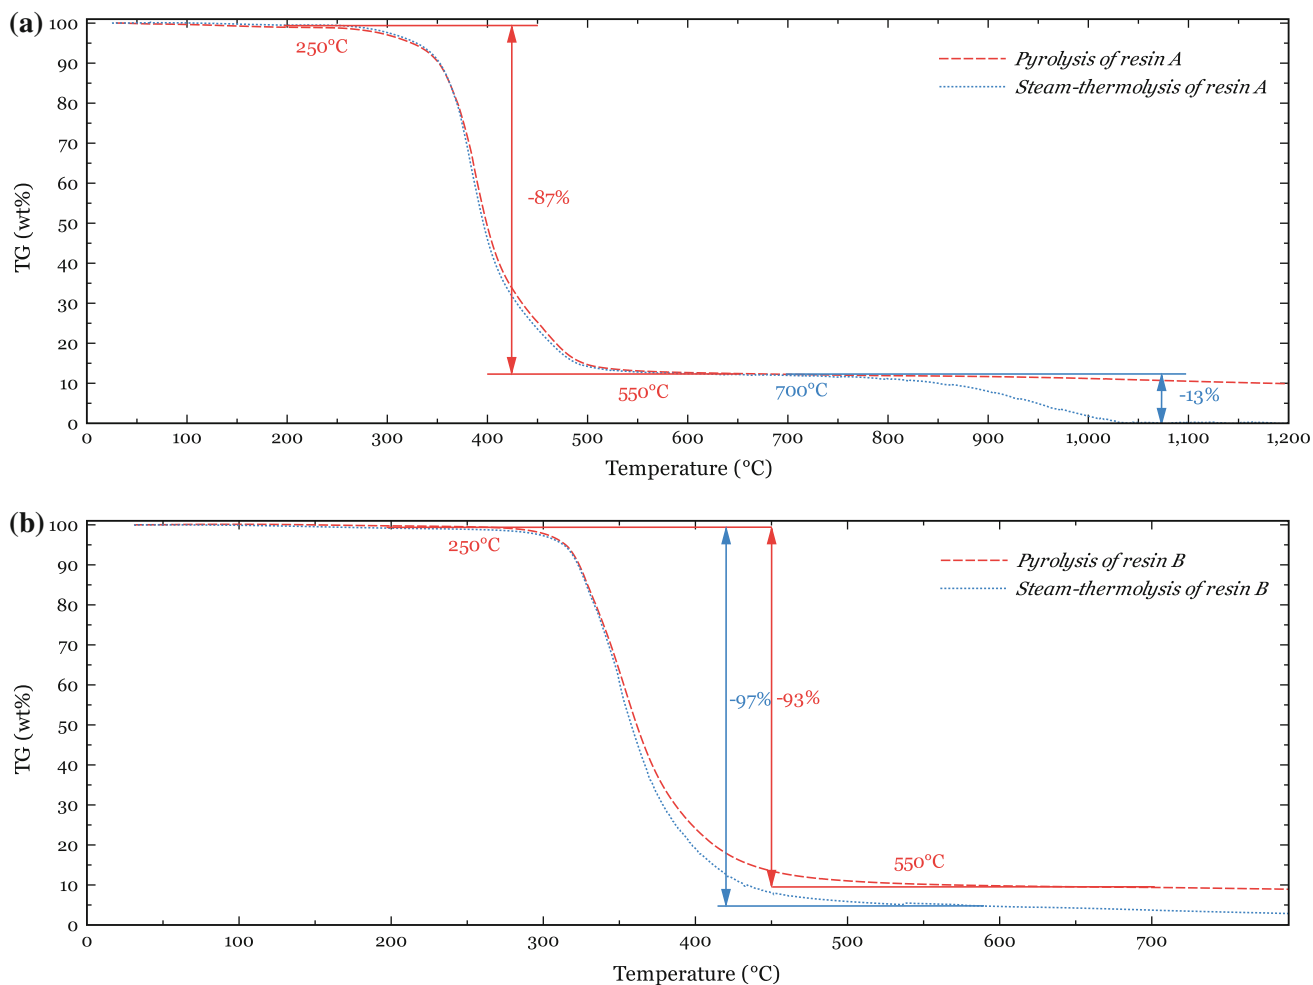 (a)
100
90
80
70
60
50
40
30
20
10
0
TG (wt%)
250°C
-87%
550°C
700°C
-13%
Pyrolysis of resin A
Steam-thermolysis of resin A
0 100 200 300 400 500 600 700 800 900 1,000 1,100 1,200
Temperature (°C)
(b)
100
90
80
70
60
50
40
30
20
10
0
TG (wt%)
250°C
-97%
-93%
550°C
Pyrolysis of resin B
Steam-thermolysis of resin B
0 100 200 300 400 500 600 700
Temperature (°C)